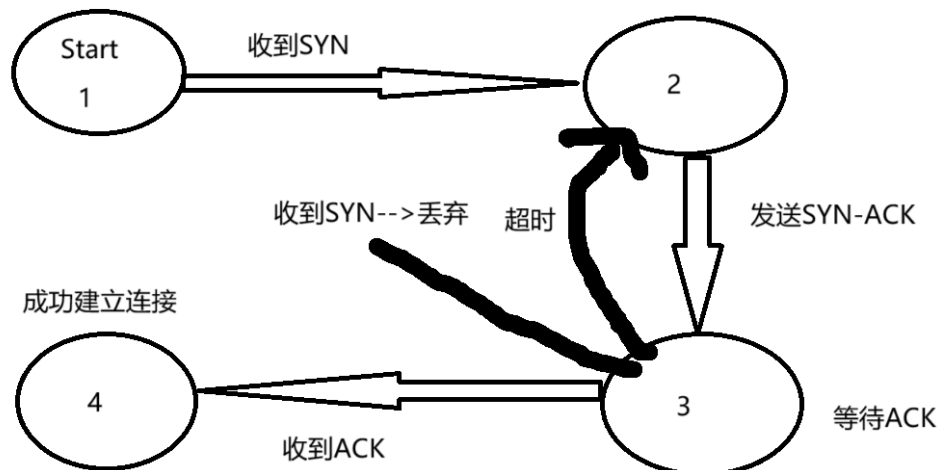 Start
1
收到SYN
2
收到SYN-->丢弃
超时
发送SYN-ACK
成功建立连接
4
收到ACK
3
等待ACK